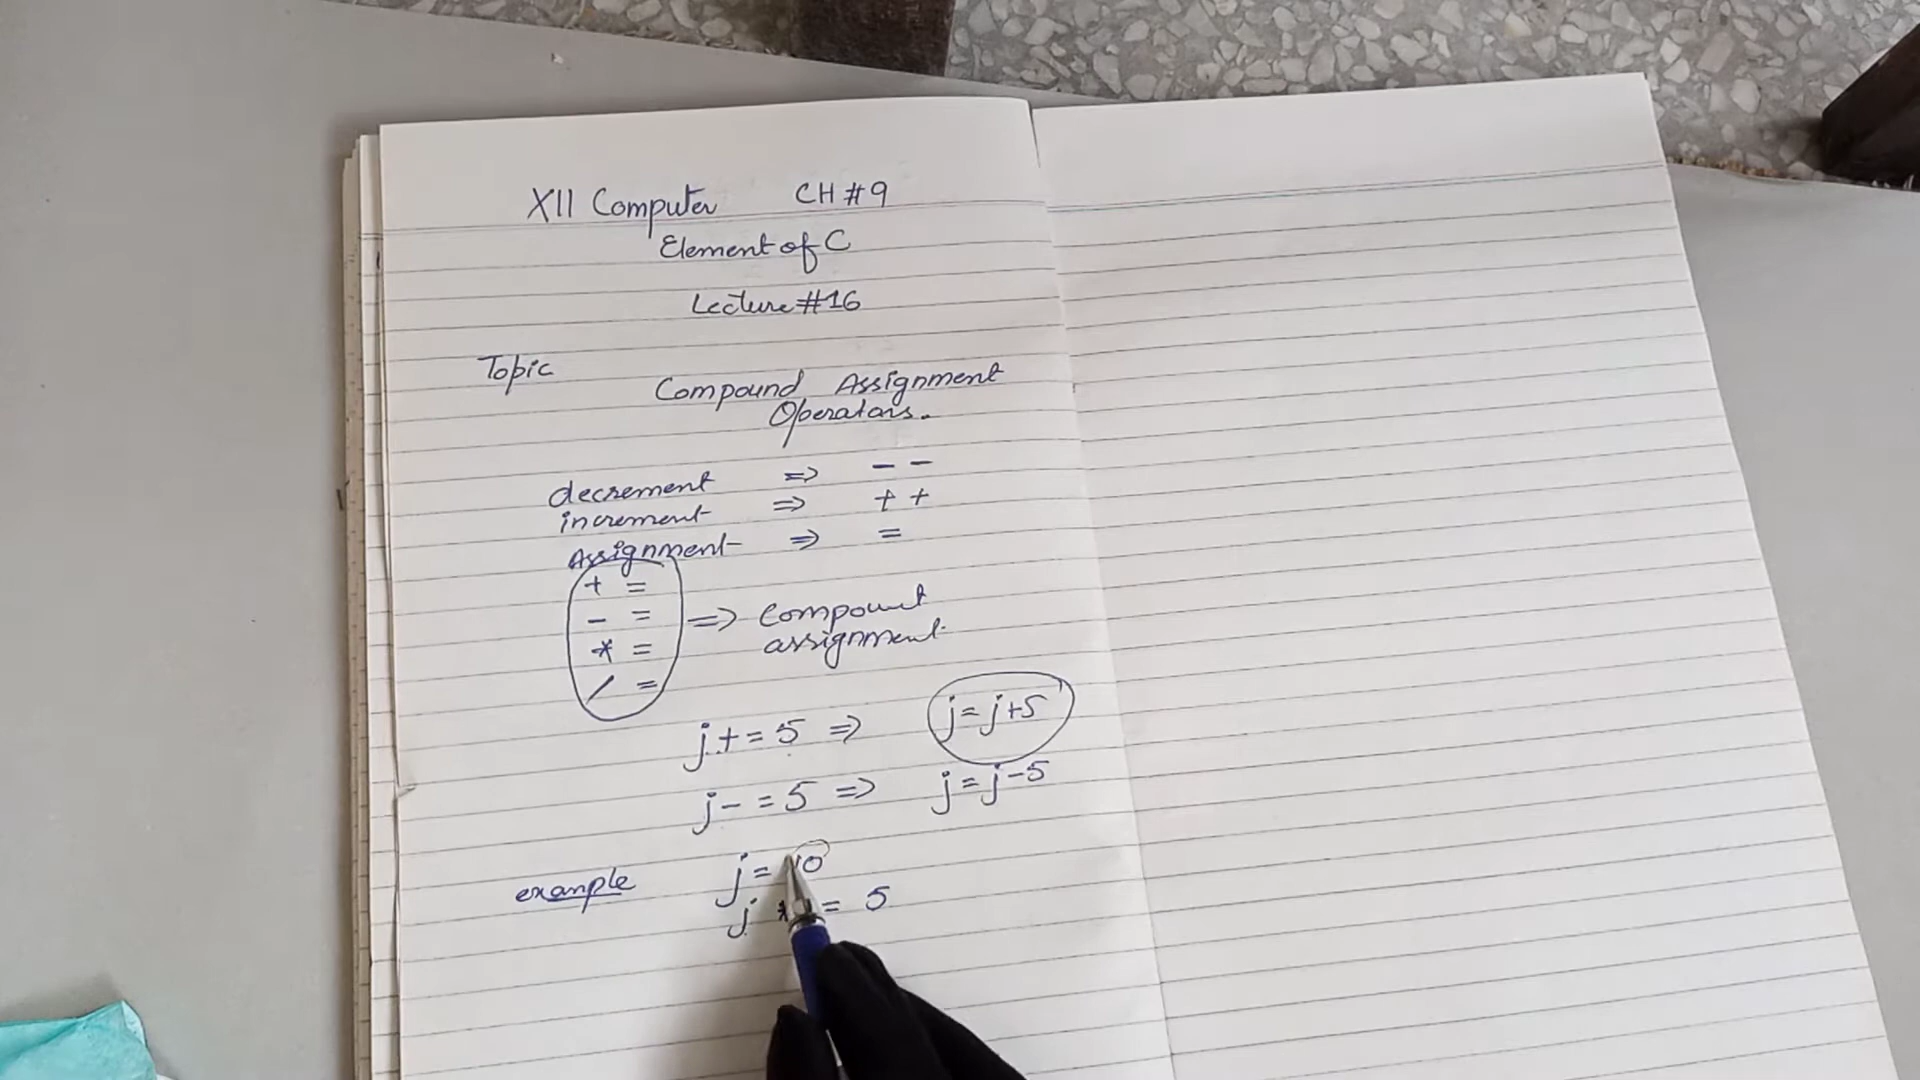 XII Computer CH#9
Element of C
Lecture#16
Topic
Compound Assignment
Operators.
decrement => - -
increment => + +
Assignment => =
+ =
- =
* =
/ =
=> Compount
assignment
j + = 5 => j = j+5
j - = 5 => j = j-5
example j = 10
j * = 5